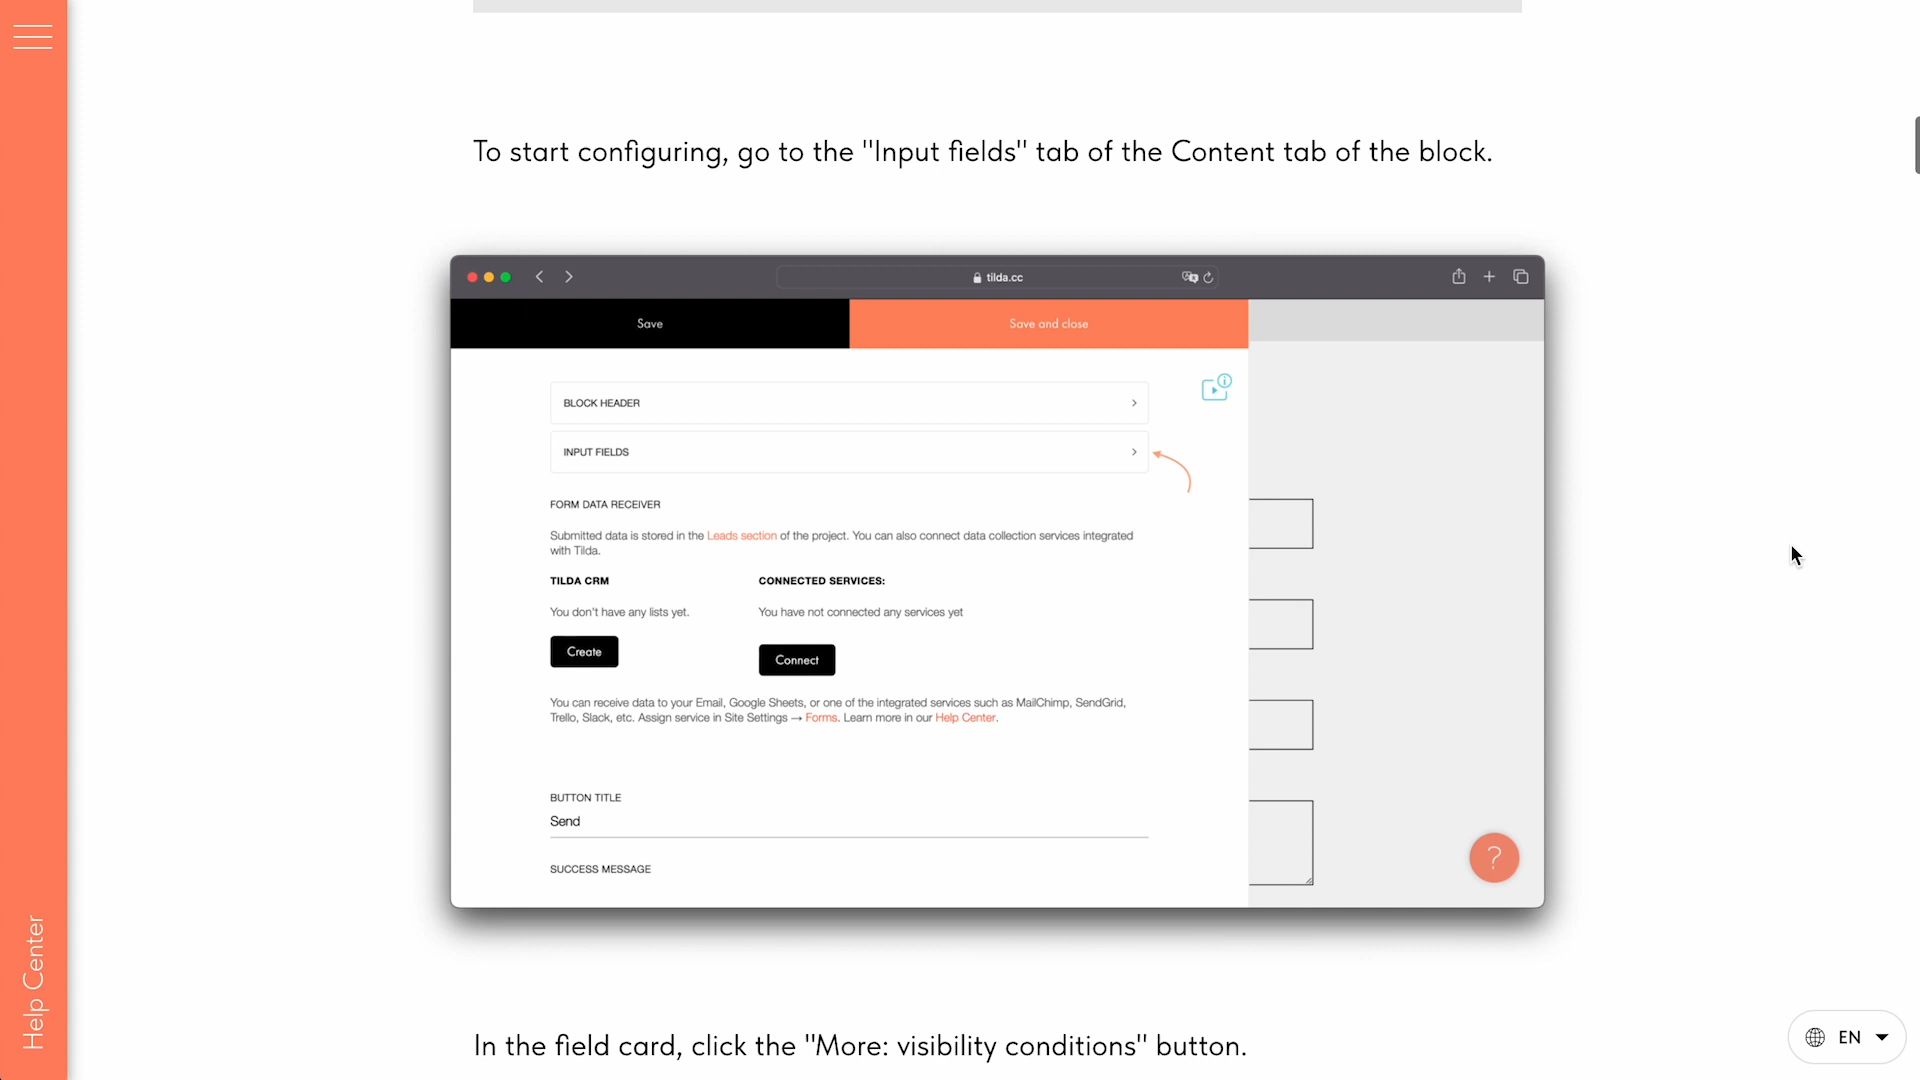 To start configuring, go to the "Input fields" tab of the Content tab of the block.
tilda.cc
Save
Save and close
BLOCK HEADER
INPUT FIELDS
FORM DATA RECEIVER
Submitted data is stored in the Leads section of the project. You can also connect data collection services integrated
with Tilda.
TILDA CRM
CONNECTED SERVICES:
You don't have any lists yet.
You have not connected any services yet
Create
Connect
You can receive data to your Email, Google Sheets, or one of the integrated services such as MailChimp, SendGrid,
Trello, Slack, etc. Assign service in Site Settings → Forms. Learn more in our Help Center.
BUTTON TITLE
Send
SUCCESS MESSAGE
?
Help Center
In the field card, click the "More: visibility conditions" button.
EN